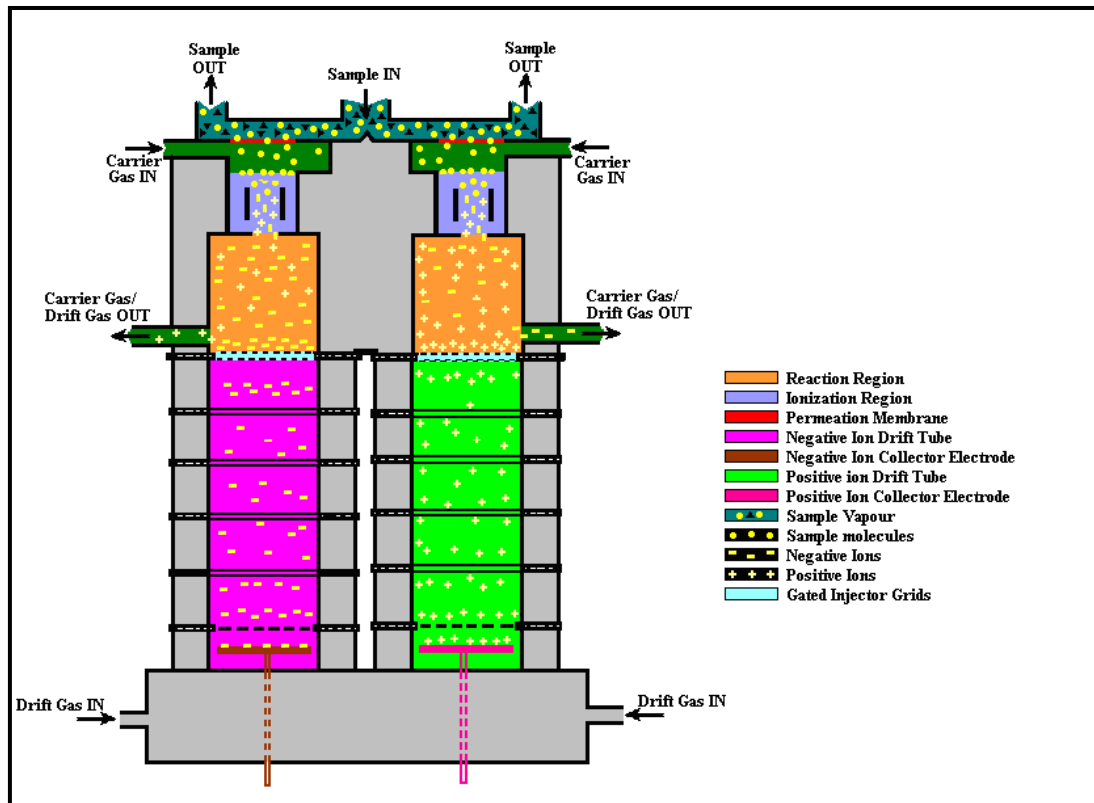 Sample
OUT
Sample IN
Sample
OUT
Carrier
Gas IN
Carrier
Gas IN
Carrier Gas/
Drift Gas OUT
Carrier Gas/
Drift Gas OUT
Reaction Region
Ionization Region
Permeation Membrane
Negative Ion Drift Tube
Negative Ion Collector Electrode
Positive ion Drift Tube
Positive Ion Collector Electrode
Sample Vapour
Sample molecules
Negative Ions
Positive Ions
Gated Injector Grids
Drift Gas IN
Drift Gas IN